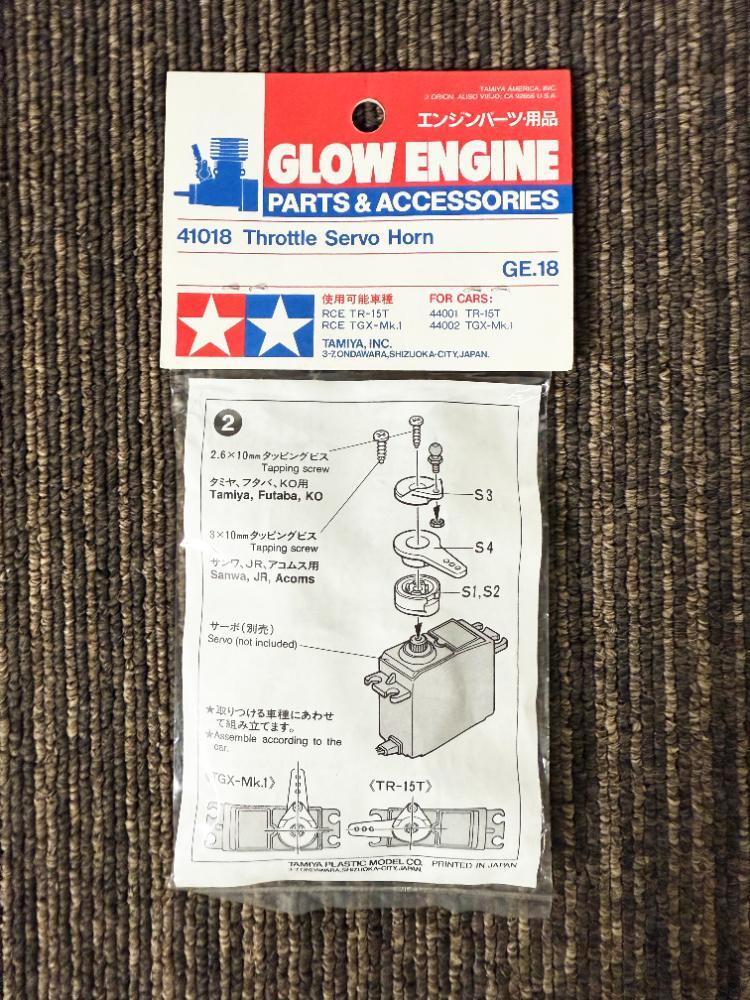 TAMIYA AMERICA, INC.
2 ORION, ALISO VIEJO, CA 92656 U.S.A.
エンジンパーツ・用品
GLOW ENGINE
PARTS & ACCESSORIES
41018 Throttle Servo Horn
GE.18
使用可能車種
RCE TR-15T
RCE TGX-Mk.1
FOR CARS:
44001 TR-15T
44002 TGX-Mk.1
TAMIYA, INC.
3-7, ONDAWARA, SHIZUOKA-CITY, JAPAN.
2
2.6×10mmタッピングビス
Tapping screw
タミヤ、フタバ、KO用
Tamiya, Futaba, KO
3×10mmタッピングビス
Tapping screw
サンワ、JR、アコムス用
Sanwa, JR, Acoms
S3
S4
S1, S2
サーボ(別売)
Servo (not included)
★取りつける車種にあわせ
て組み立てます。
★Assemble according to the
car.
《TGX-Mk.1》
《TR-15T》
TAMIYA PLASTIC MODEL CO.
3-7, ONDAWARA, SHIZUOKA-CITY, JAPAN.
PRINTED IN JAPAN